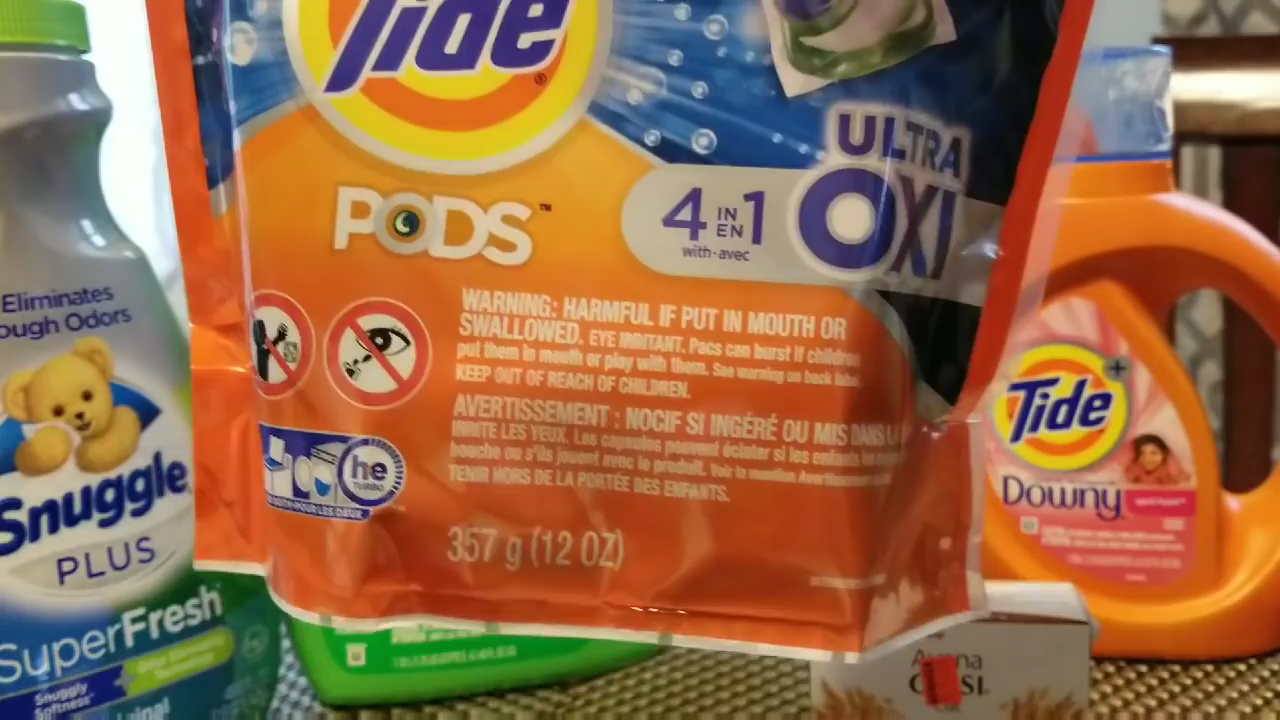 Tide®
PODS™
ULTRA
OXI
4 IN EN 1
with·avec
WARNING: HARMFUL IF PUT IN MOUTH OR
SWALLOWED. EYE IRRITANT. Pacs can burst if children
put them in mouth or play with them. See warning on back label.
KEEP OUT OF REACH OF CHILDREN.
AVERTISSEMENT : NOCIF SI INGÉRÉ OU MIS DANS
IRRITE LES YEUX. Les capsules peuvent éclater si les enfants
bouche ou s'ils jouent avec le produit. Voir la mention Avertissement
TENIR HORS DE LA PORTÉE DES ENFANTS.
he
TURBO
357 g (12 OZ)
Eliminates
ough Odors
Snuggle
PLUS
SuperFresh
Snuggly
Softness
Tide+
Downy